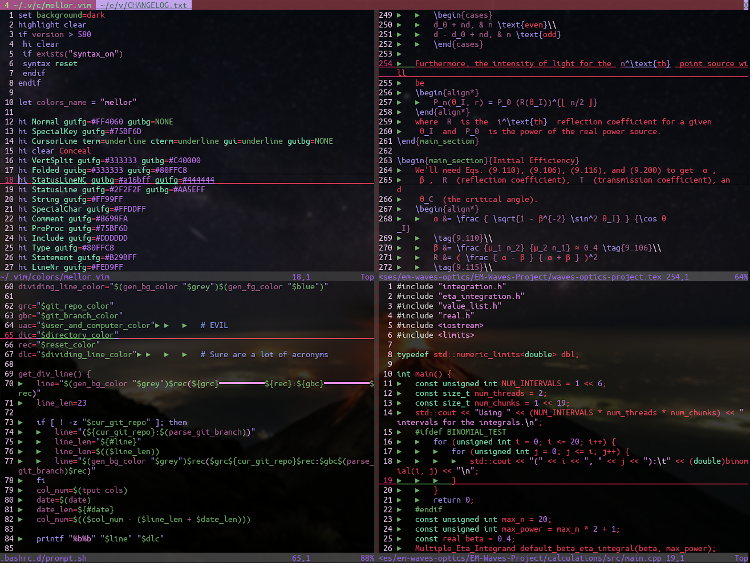 4 ~/.v/c/mellor.vim ~/c/v/CHANGELOG.txt
1 set background=dark
2 highlight clear
3 if version > 580
4 hi clear
5 if exists("syntax_on")
6 syntax reset
7 endif
8 endif
9
10 let colors_name = "mellor"
11
12 hi Normal guifg=#FF4060 guibg=NONE
13 hi SpecialKey guifg=#75BF6D
14 hi CursorLine term=underline cterm=underline gui=underline guibg=NONE
15 hi clear Conceal
16 hi VertSplit guifg=#333333 guibg=#C40000
17 hi Folded gugb=#333333 guifg=#80FFC8
18 hi StatusLineNC guibg=#a16bff guifg=#444444
19 hi StatusLine guifg=#2F2F2F guibg=#AA5EFF
20 hi String guifg=#FF99FF
21 hi SpecialChar guifg=#FFDDFF
22 hi Comment guifg=#B698FA
23 hi PreProc guifg=#75BF6D
24 hi Include guifg=#DDDDDD
25 hi Type guifg=#80FFC8
26 hi Statement guifg=#B29BFF
27 hi LineNr guifg=#FED9FF
~/.vim/colors/mellor.vim 18,1 Top
249 ▶ ▶ \begin{cases}
250 ▶ ▶ d_0 + nd, & n \text{even}\\
251 ▶ ▶ d - d_0 + nd, & n \text{odd}
252 ▶ ▶ \end{cases}
253 ▶
254 ▶ Furthermore, the intensity of light for the n^\text{th} point source wi
ll
255 ▶ be
256 ▶ \begin{align*}
257 ▶ ▶ P_n(θ_I, r) = P_0 (R(θ_I))^{⌊ n/2 ⌋}
258 ▶ \end{align*}
259 ▶ where R is the i^\text{th} reflection coefficient for a given
260 ▶ θ_I and P_0 is the power of the real power source.
261 \end{main_section}
262
263 \begin{main_section}{Initial Efficiency}
264 ▶ We'll need Eqs. (9.110), (9.106), (9.116), and (9.200) to get α ,
265 ▶ β , R (reflection coefficient), T (transmission coefficient), an
d
266 ▶ θ_C (the critical angle).
267 ▶ \begin{align*}
268 ▶ ▶ α &= \frac { \sqrt{1 - β^{-2} \sin^2 θ_I} } {\cos θ
_I}
269 ▶ ▶ \tag{9.110}\\
270 ▶ ▶ β &= \frac {μ_1 n_2} {μ_2 n_1} ≈ 0.4 \tag{9.106}\\
271 ▶ ▶ R &= ( \frac { α - β } { α + β } )^2
272 ▶ ▶ \tag{9.115}\\
<ses/em-waves-optics/EM-Waves-Project/waves-optics-project.tex 254,1 64%
60 dividing_line_color="$(gen_bg_color "$grey")$(gen_fg_color "$blue")"
61
62 grc="$git_repo_color"
63 gbc="$git_branch_color"
64 uac="$user_and_computer_color"▶ ▶ ▶ # EVIL
65 dic="$directory_color"
66 rec="$reset_color"
67 dlc="$dividing_line_color"▶ ▶ ▶ # Sure are a lot of acronyms
68
69 get_div_line() {
70 ▶ line="$(gen_bg_color "$grey")$rec(${grc}━━━━━━━━${rec}:${gbc}━━━━━━━━$
rec)"
71 ▶ line_len=23
72
73 ▶ if [ ! -z "$cur_git_repo" ]; then
74 ▶ ▶ line="(${cur_git_repo}:$(parse_git_branch))"
75 ▶ ▶ line_len="${#line}"
76 ▶ ▶ line_len=$(($line_len))
77 ▶ ▶ line="$(gen_bg_color "$grey")$rec($grc${cur_git_repo}$rec:$gbc$(parse_
git_branch)$rec)"
78 ▶ fi
79 ▶ col_num=$(tput cols)
80 ▶ date=$(date)
81 ▶ date_len=${#date}
82 ▶ col_num=$(($col_num - ($line_len + $date_len)))
83
84 ▶ printf "%b%b" "$line" "$dlc"
85
.bashrc.d/prompt.sh 65,1 88%
1 #include "integration.h"
2 #include "eta_integrand.h"
3 #include "value_list.h"
4 #include "real.h"
5 #include <iostream>
6 #include <limits>
7
8 typedef std::numeric_limits<double> dbl;
9
10 int main() {
11 ▶ const unsigned int NUM_INTERVALS = 1 << 6;
12 ▶ const size_t num_threads = 2;
13 ▶ const size_t num_chunks = 1 << 19;
14 ▶ std::cout << "Using " << (NUM_INTERVALS * num_threads * num_chunks) << "
intervals for the integrals.\n";
15 ▶ #ifdef BINOMIAL_TEST
16 ▶ ▶ for (unsigned int i = 0; i <= 20; i++) {
17 ▶ ▶ ▶ for (unsigned int j = 0; j <= i; j++) {
18 ▶ ▶ ▶ ▶ std::cout << "(" << i << ", " << j << "):\t" << (double)binom
ial(i, j) << "\n";
19 ▶ ▶ ▶ }
20 ▶ ▶ }
21 ▶ ▶ return 0;
22 ▶ #endif
23 ▶ const unsigned int max_n = 20;
24 ▶ const unsigned int max_power = max_n * 2 + 1;
25 ▶ const real beta = 0.4;
26 ▶ Multiple_Eta_Integrand default_beta_eta_integral(beta, max_power);
<es/em-waves-optics/EM-Waves-Project/calculations/src/main.cpp 19,1 Top